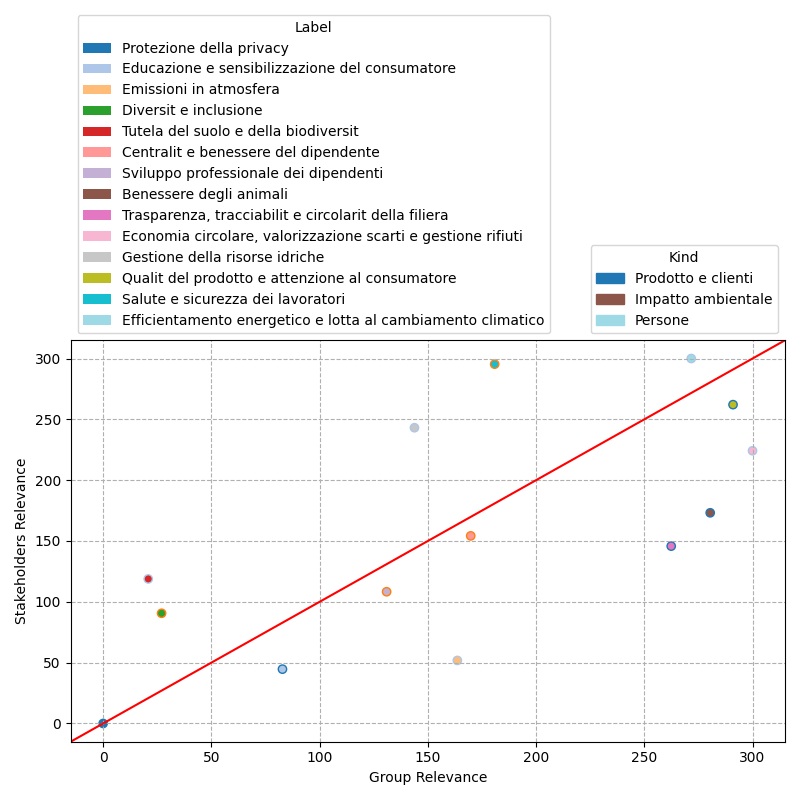 Label
Protezione della privacy
Educazione e sensibilizzazione del consumatore
Emissioni in atmosfera
Diversit e inclusione
Tutela del suolo e della biodiversit
Centralit e benessere del dipendente
Sviluppo professionale dei dipendenti
Benessere degli animali
Trasparenza, tracciabilit e circolarit della filiera
Economia circolare, valorizzazione scarti e gestione rifiuti
Gestione della risorse idriche
Qualit del prodotto e attenzione al consumatore
Salute e sicurezza dei lavoratori
Efficientamento energetico e lotta al cambiamento climatico
Kind
Prodotto e clienti
Impatto ambientale
Persone
300
250
200
150
100
50
0
Stakeholders Relevance
0 50 100 150 200 250 300
Group Relevance